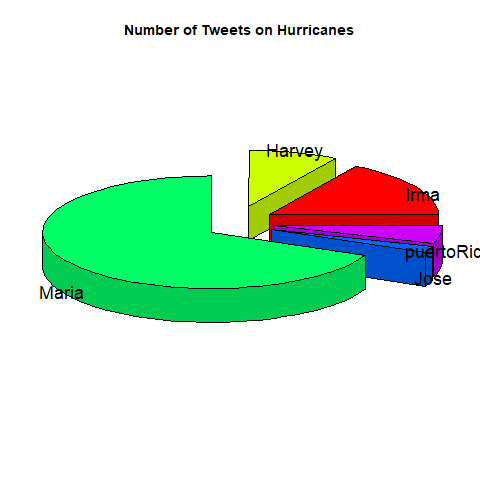 Number of Tweets on Hurricanes
Harvey
Irma
puertoRic
Jose
Maria